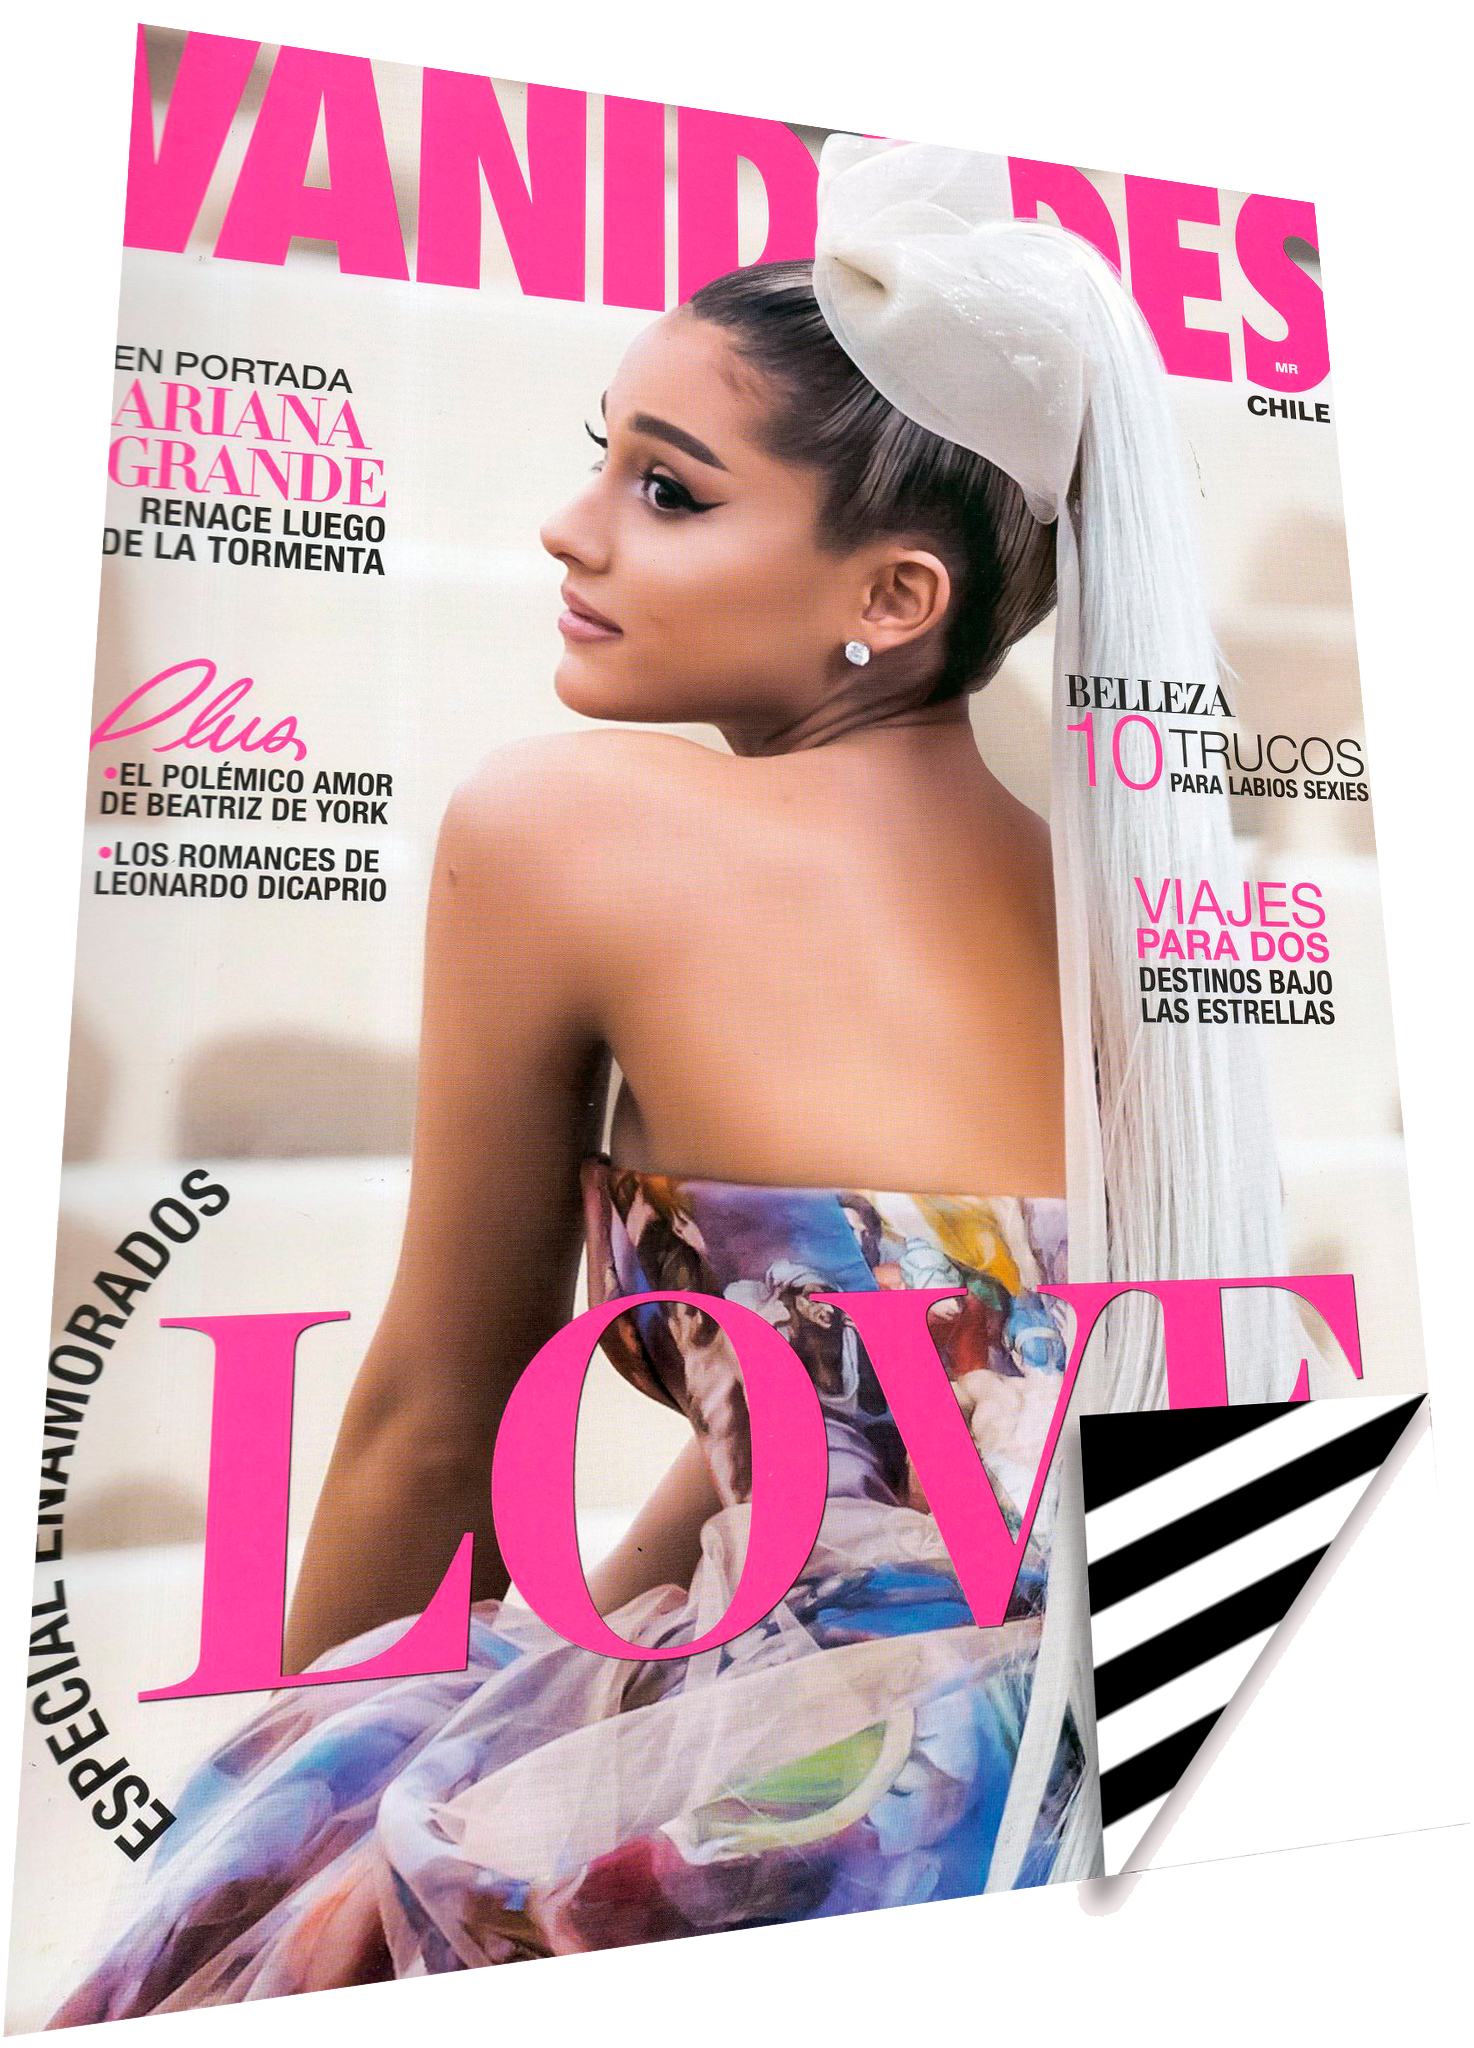 VANIDADES
MR
CHILE
EN PORTADA
ARIANA
GRANDE
RENACE LUEGO
DE LA TORMENTA
Plus
•EL POLÉMICO AMOR
DE BEATRIZ DE YORK
•LOS ROMANCES DE
LEONARDO DICAPRIO
BELLEZA
10 TRUCOS
PARA LABIOS SEXIES
VIAJES
PARA DOS
DESTINOS BAJO
LAS ESTRELLAS
ESPECIAL ENAMORADOS
LOVE